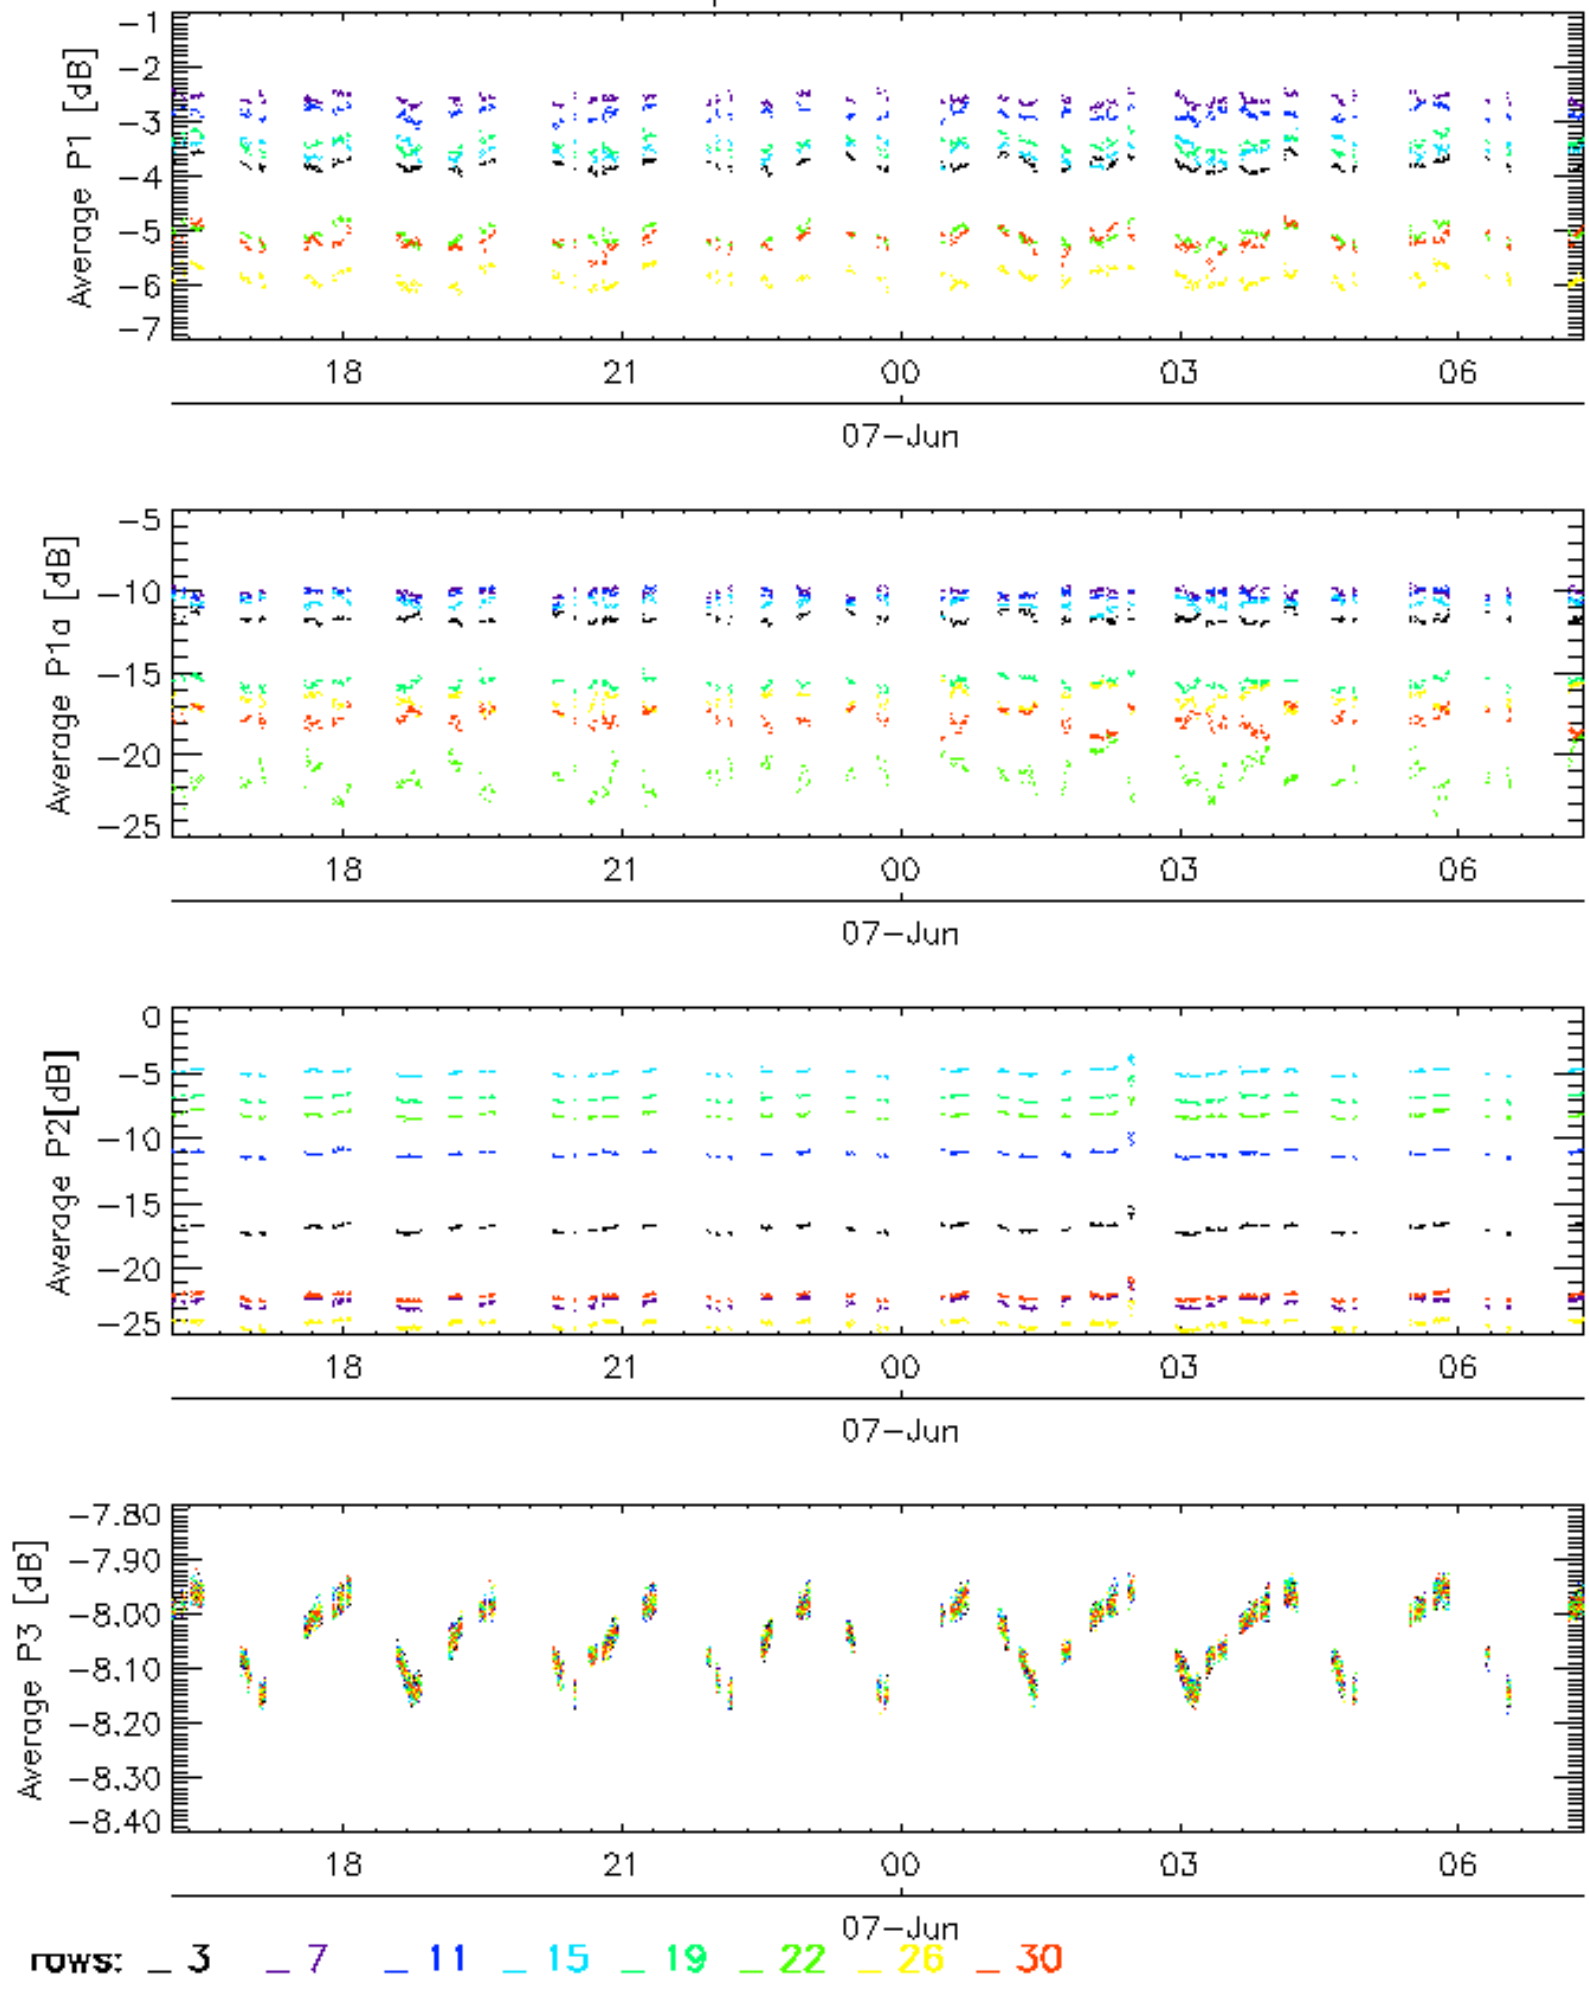 Average P1 [dB]
-1
-2
-3
-4
-5
-6
-7
18 21 00 03 06
07-Jun
Average P1a [dB]
-5
-10
-15
-20
-25
18 21 00 03 06
07-Jun
Average P2[dB]
0
-5
-10
-15
-20
-25
18 21 00 03 06
07-Jun
Average P3 [dB]
-7.80
-7.90
-8.00
-8.10
-8.20
-8.30
-8.40
18 21 00 03 06
07-Jun
rows: _ 3 _ 7 _ 11 _ 15 _ 19 _ 22 _ 26 _ 30